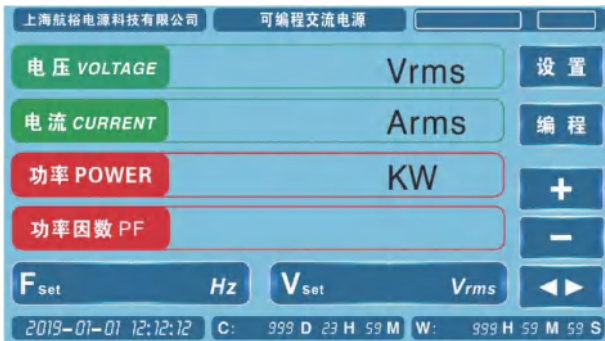 上海航裕电源科技有限公司 可编程交流电源
电压 VOLTAGE Vrms 设置
电流 CURRENT Arms 编程
功率 POWER KW +
功率因数 PF −
F set Hz V set Vrms ◀▶
2019-01-01 12:12:12 C: 999 D 23 H 59 M W: 999 H 59 M 59 S